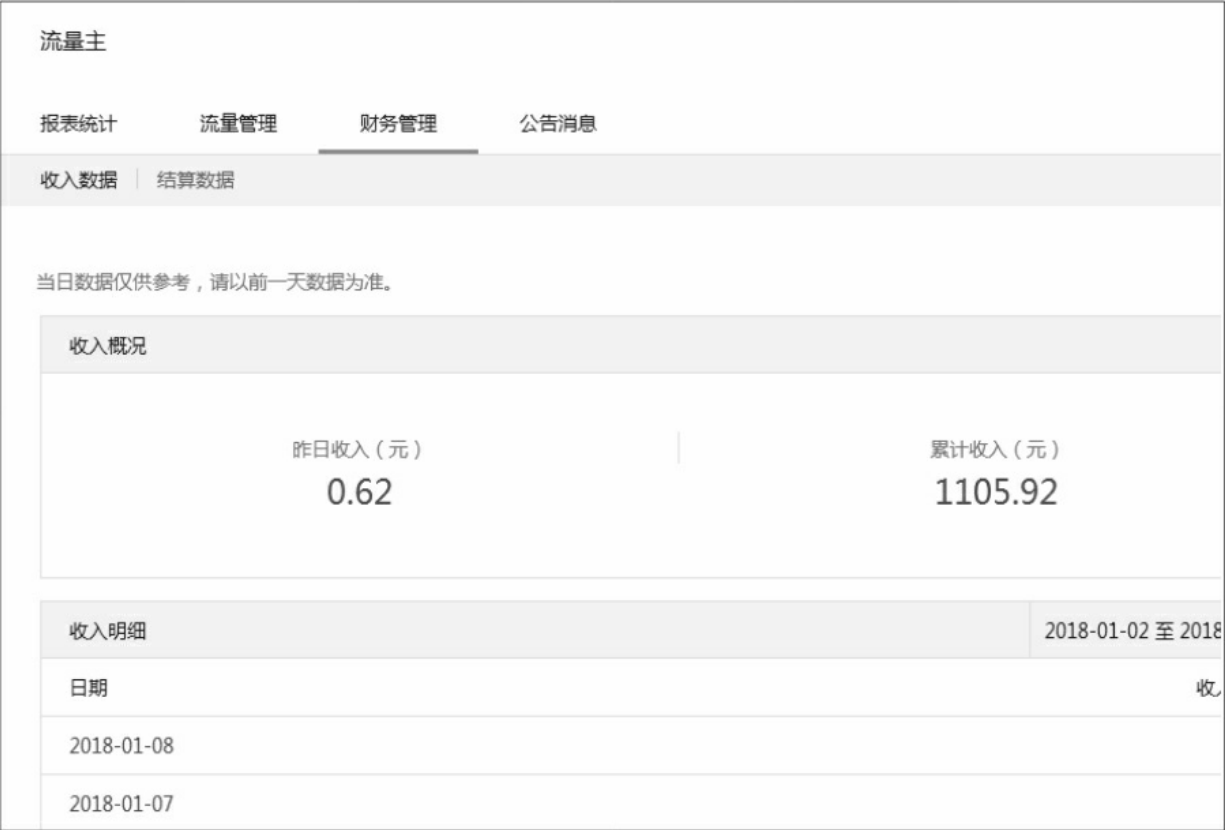 流量主
报表统计 流量管理 财务管理 公告消息
收入数据 结算数据
当日数据仅供参考，请以前一天数据为准。
收入概况
昨日收入（元） 累计收入（元）
0.62 1105.92
收入明细 2018-01-02 至 2018
日期 收
2018-01-08
2018-01-07